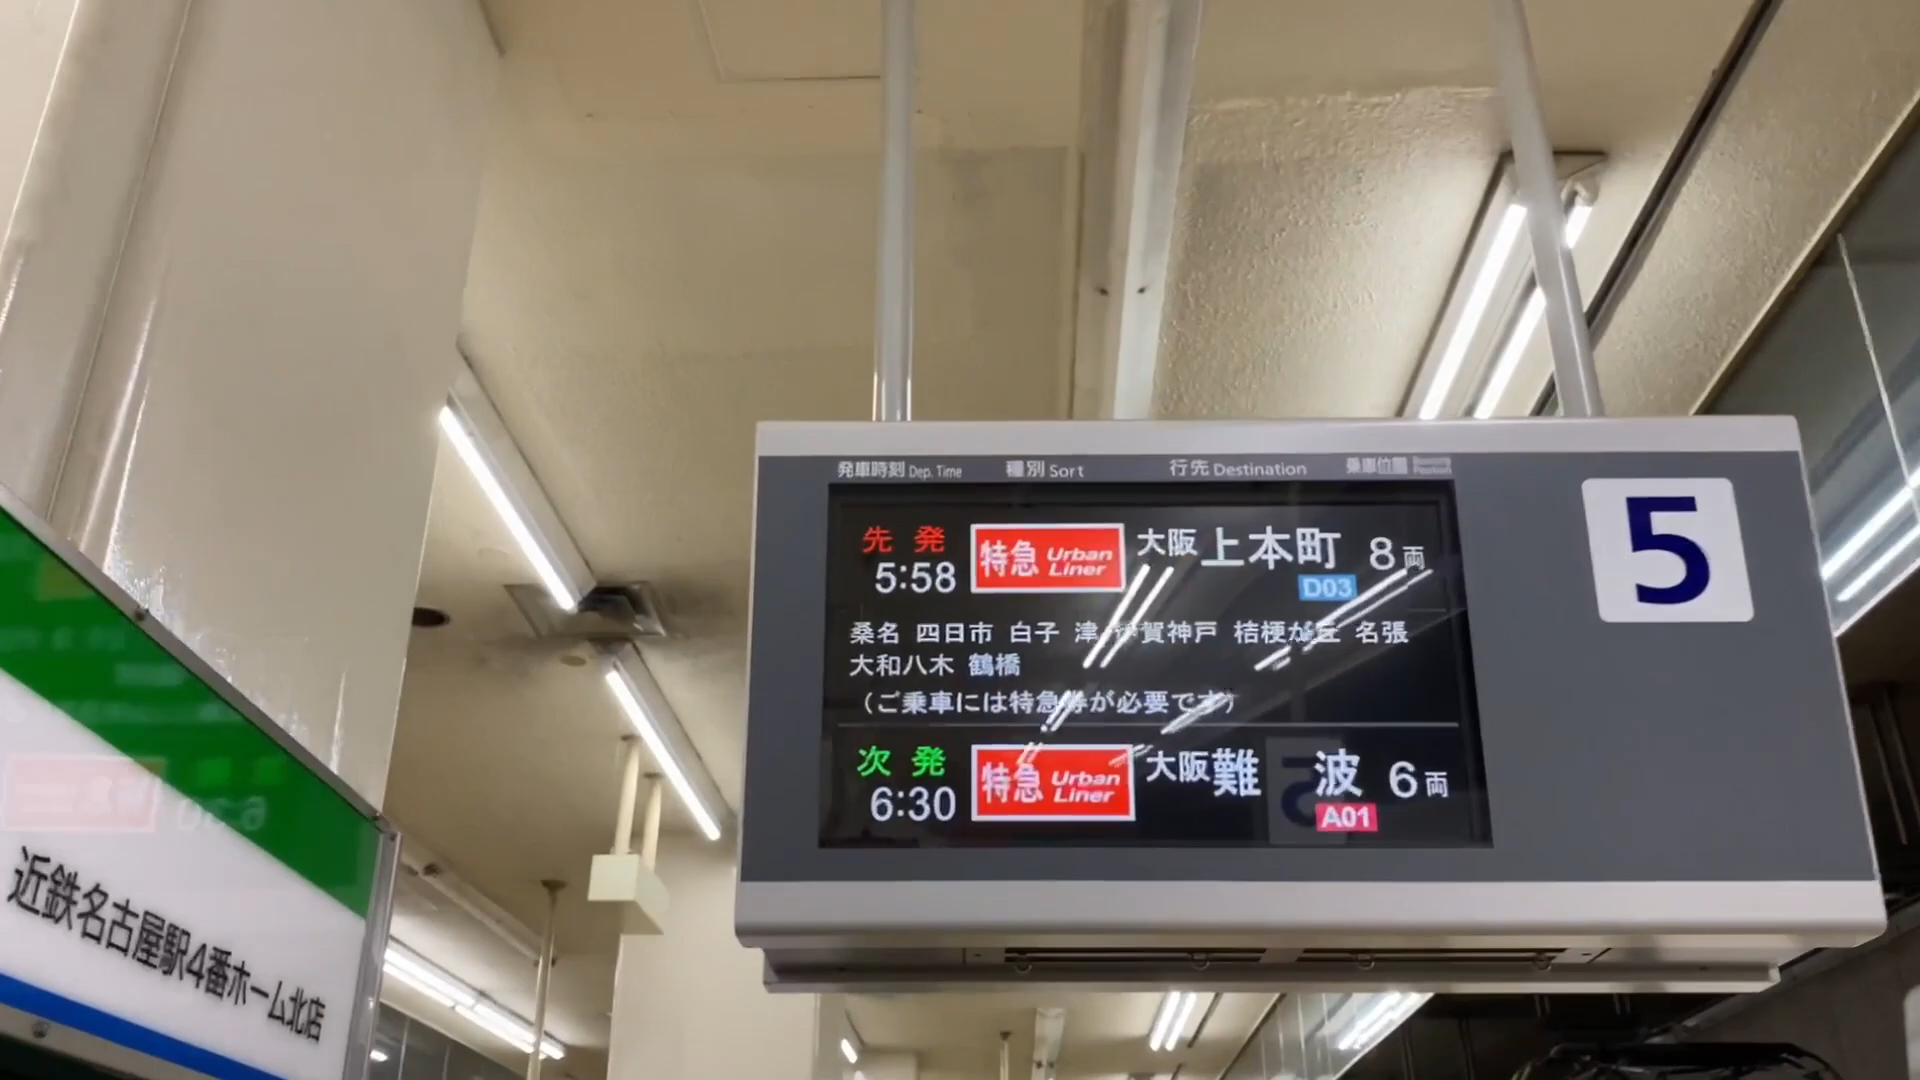 発車時刻 Dep. Time 種別 Sort 行先 Destination 乗車位置
先発 特急 Urban Liner 大阪上本町 8両
5:58 D03
桑名 四日市 白子 津 伊賀神戸 桔梗が丘 名張
大和八木 鶴橋
（ご乗車には特急券が必要です）
次発 特急 Urban Liner 大阪難波 6両
6:30 A01
5
近鉄名古屋駅4番ホーム北店